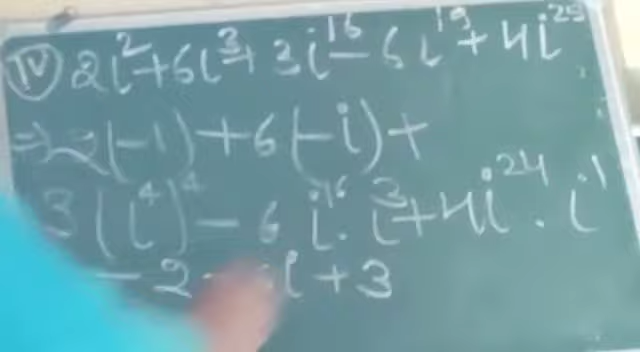 (IV) 2i² + 6i³ + 3i¹⁶ - 6i¹⁹ + 4i²⁵
⇒ 2(-1) + 6(-i) +
3(i⁴)⁴ - 6 i¹⁶ · i³ + 4i²⁴ · i¹
- 2 - 6i + 3